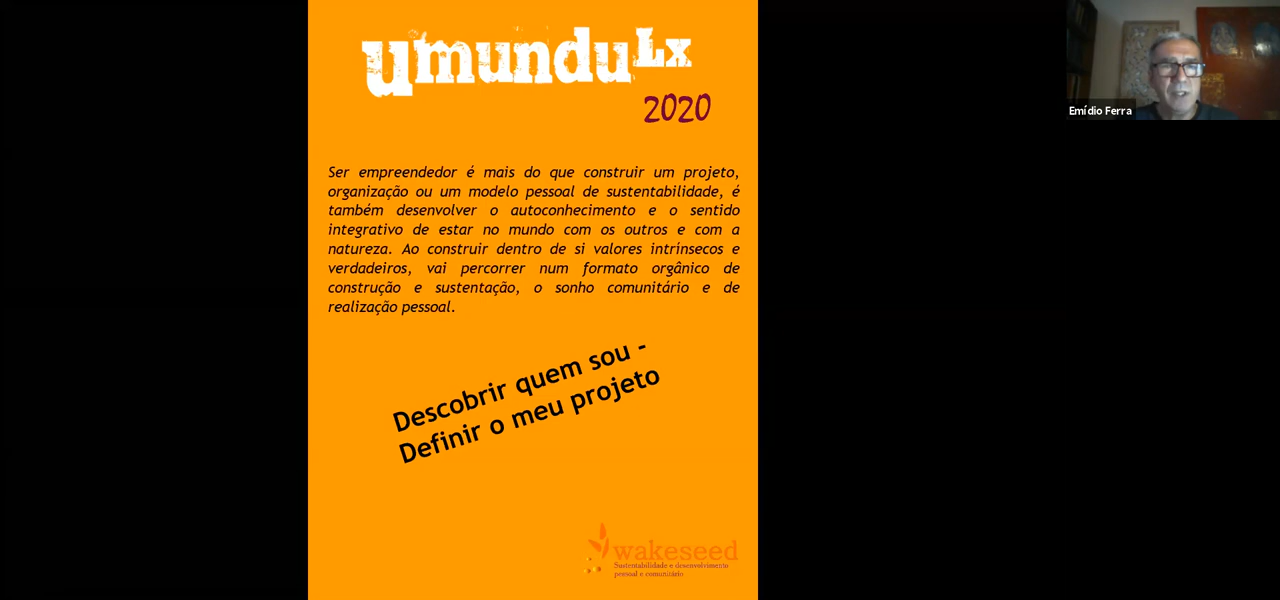 umunduLx
2020
Emídio Ferra
Ser empreendedor é mais do que construir um projeto,
organização ou um modelo pessoal de sustentabilidade, é
também desenvolver o autoconhecimento e o sentido
integrativo de estar no mundo com os outros e com a
natureza. Ao construir dentro de si valores intrínsecos e
verdadeiros, vai percorrer num formato orgânico de
construção e sustentação, o sonho comunitário e de
realização pessoal.
Descobrir quem sou -
Definir o meu projeto
wakeseed
Sustentabilidade e desenvolvimento
pessoal e comunitário